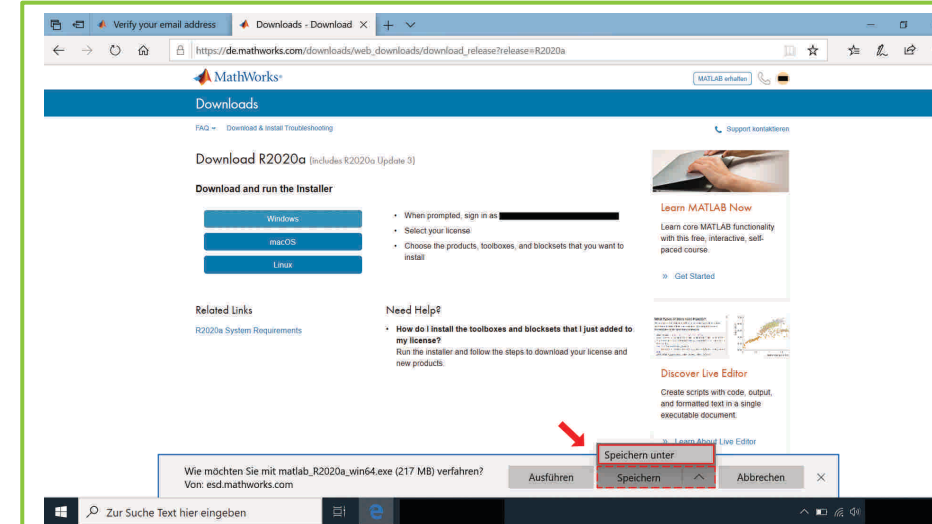 Verify your email address
Downloads - Download
https://de.mathworks.com/downloads/web_downloads/download_release?release=R2020a
MathWorks®
MATLAB erhalten
Downloads
FAQ
Download & Install Troubleshooting
Support kontaktieren
Download R2020a (includes R2020a Update 3)
Download and run the Installer
Windows
macOS
Linux
• When prompted, sign in as
• Select your license
• Choose the products, toolboxes, and blocksets that you want to
install
Learn MATLAB Now
Learn core MATLAB functionality
with this free, interactive, self-
paced course.
» Get Started
Related Links
R2020a System Requirements
Need Help?
• How do I install the toolboxes and blocksets that I just added to
my license?
Run the installer and follow the steps to download your license and
new products.
Discover Live Editor
Create scripts with code, output,
and formatted text in a single
executable document.
» Learn About Live Editor
Speichern unter
Wie möchten Sie mit matlab_R2020a_win64.exe (217 MB) verfahren?
Von: esd.mathworks.com
Ausführen
Speichern
Abbrechen
Zur Suche Text hier eingeben